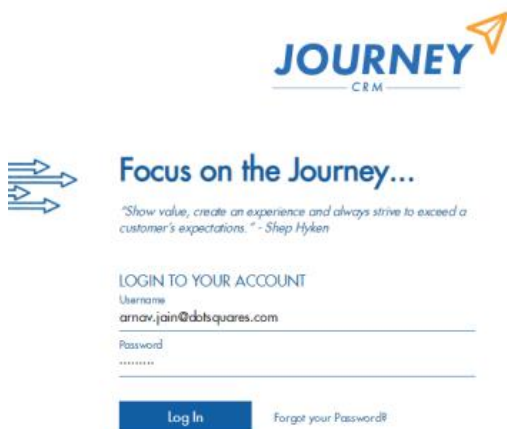 JOURNEY
CRM
Focus on the Journey...
"Show value, create an experience and always strive to exceed a
customer's expectations." - Shep Hyken
LOGIN TO YOUR ACCOUNT
Username
arnav.jain@dotsquares.com
Password
.........
Log In
Forgot your Password?